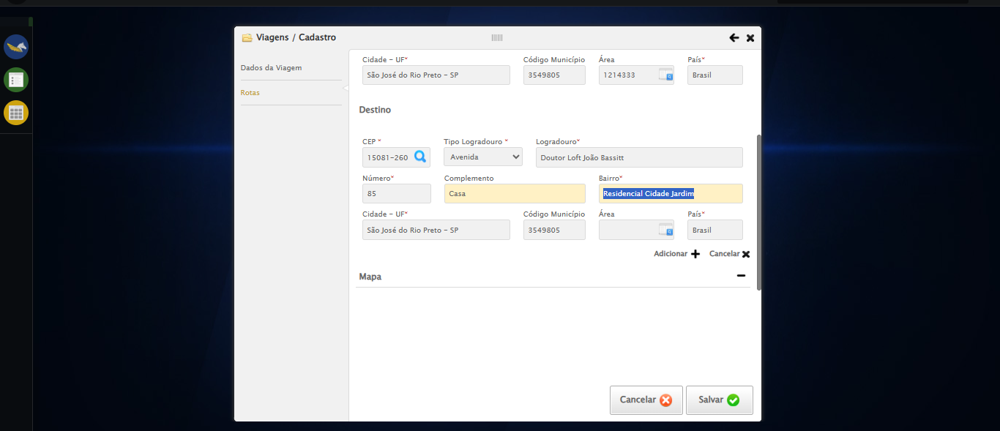 Viagens / Cadastro
Dados da Viagem
Rotas
Cidade - UF* Código Município Área País*
São José do Rio Preto - SP 3549805 1214333 Brasil
Destino
CEP * Tipo Logradouro * Logradouro*
15081-260 Avenida Doutor Loft João Bassitt
Número* Complemento Bairro*
85 Casa Residencial Cidade Jardim
Cidade - UF* Código Município Área País*
São José do Rio Preto - SP 3549805 Brasil
Adicionar Cancelar
Mapa
Cancelar Salvar